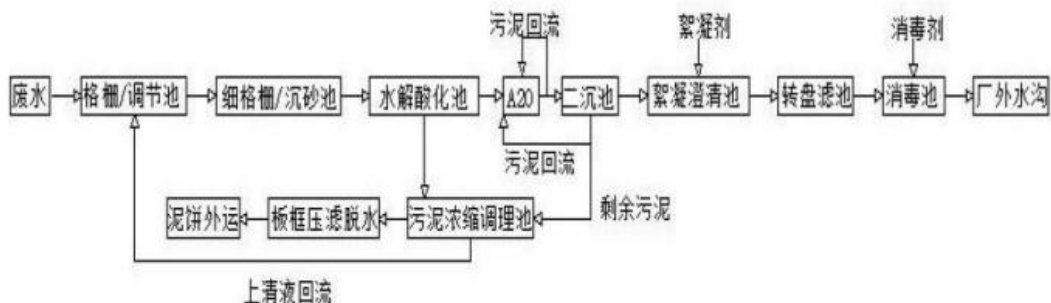 污泥回流
絮凝剂
消毒剂
废水
格栅/调节池
细格栅/沉砂池
水解酸化池
A2O
二沉池
絮凝澄清池
转盘滤池
消毒池
厂外水沟
污泥回流
剩余污泥
泥饼外运
板框压滤脱水
污泥浓缩调理池
上清液回流